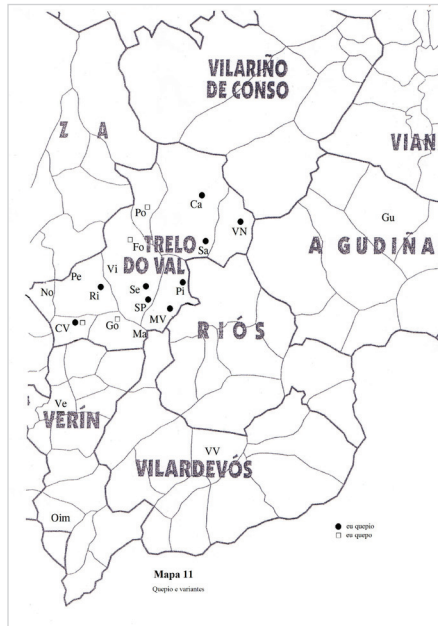 VILARIÑO
DE CONSO
Z A
VIAN
Po
Ca
Gu
VN
Fo
TRELO
Sa
A GUDIÑA
DO VAL
Pe
Vi
No
Ri
Se
Pi
SP
MV
RIÓS
CV
Go
Ma
Ve
VERÍN
VV
VILARDEVÓS
Oim
eu quepio
eu quepo
Mapa 11
Quepio e variantes